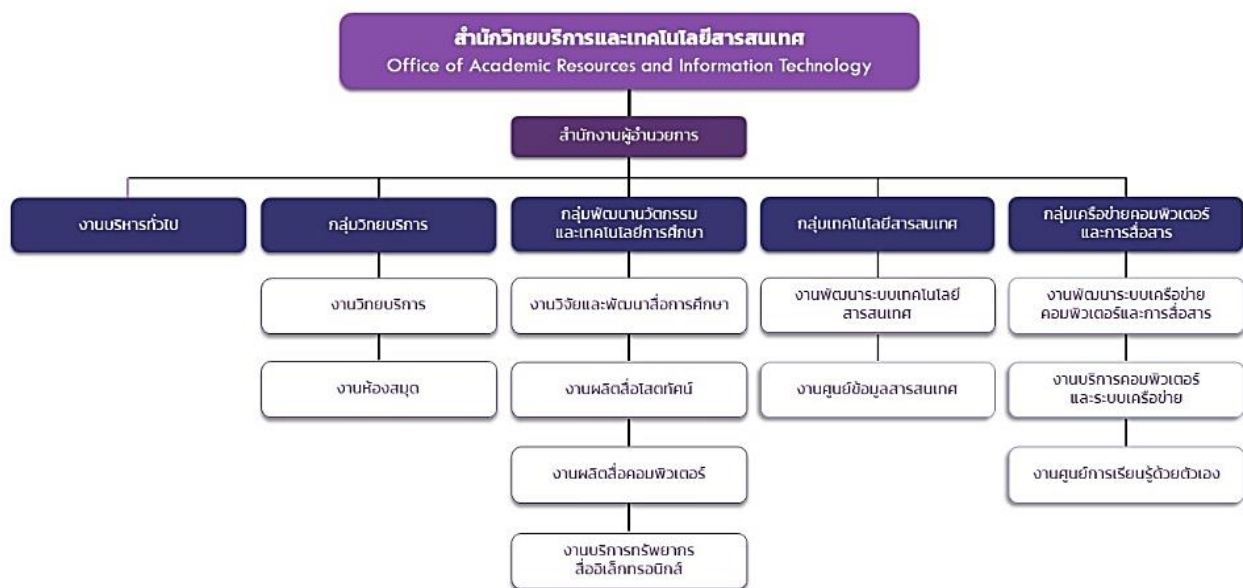 สำนักวิทยบริการและเทคโนโลยีสารสนเทศ
Office of Academic Resources and Information Technology
สำนักงานผู้อำนวยการ
งานบริหารทั่วไป
กลุ่มวิทยบริการ
งานวิทยบริการ
งานห้องสมุด
กลุ่มพัฒนานวัตกรรม
และเทคโนโลยีการศึกษา
งานวิจัยและพัฒนาสื่อการศึกษา
งานผลิตสื่อโสตทัศน์
งานผลิตสื่อคอมพิวเตอร์
งานบริการทรัพยากร
สื่ออิเล็กทรอนิกส์
กลุ่มเทคโนโลยีสารสนเทศ
งานพัฒนาระบบเทคโนโลยี
สารสนเทศ
งานศูนย์ข้อมูลสารสนเทศ
กลุ่มเครือข่ายคอมพิวเตอร์
และการสื่อสาร
งานพัฒนาระบบเครือข่าย
คอมพิวเตอร์และการสื่อสาร
งานบริการคอมพิวเตอร์
และระบบเครือข่าย
งานศูนย์การเรียนรู้ด้วยตัวเอง